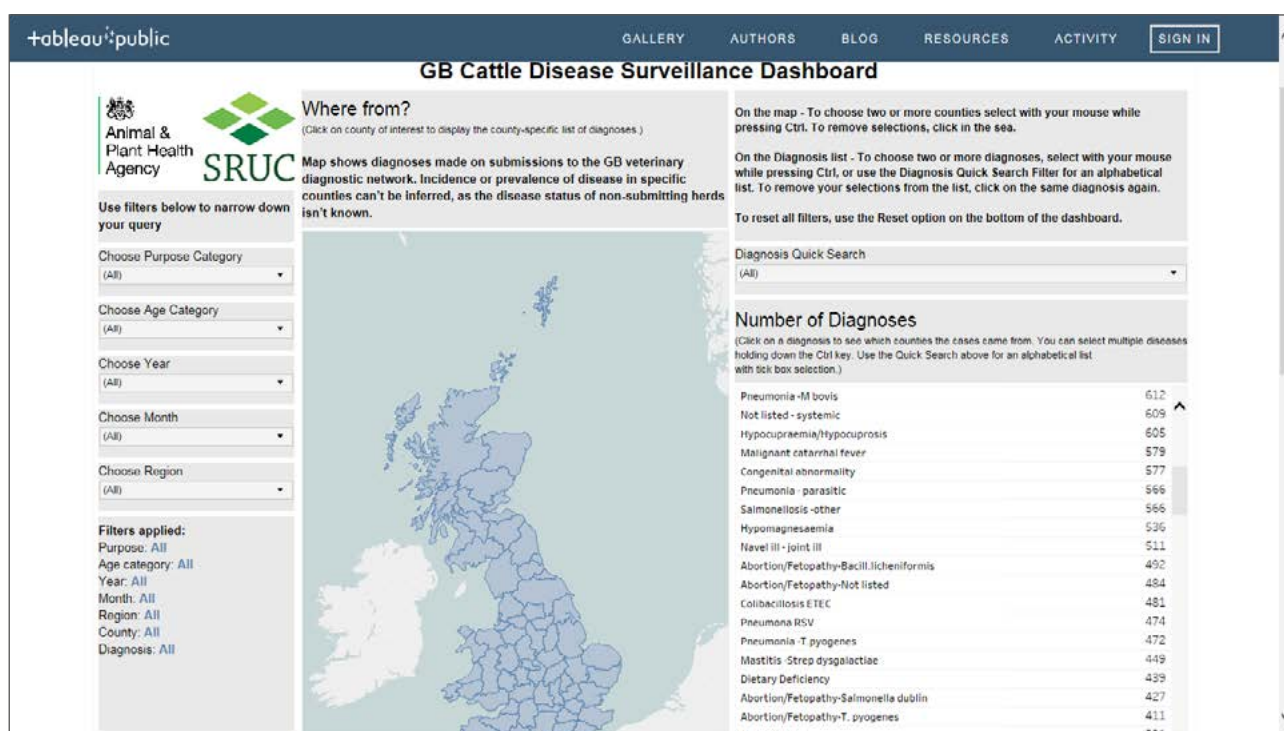 +ableau public
GALLERY AUTHORS BLOG RESOURCES ACTIVITY SIGN IN
GB Cattle Disease Surveillance Dashboard
Animal &
Plant Health
Agency
SRUC
Use filters below to narrow down
your query
Choose Purpose Category
(All)
Choose Age Category
(All)
Choose Year
(All)
Choose Month
(All)
Choose Region
(All)
Filters applied:
Purpose: All
Age category: All
Year: All
Month: All
Region: All
County: All
Diagnosis: All
Where from?
(Click on county of interest to display the county-specific list of diagnoses.)
Map shows diagnoses made on submissions to the GB veterinary
diagnostic network. Incidence or prevalence of disease in specific
counties can't be inferred, as the disease status of non-submitting herds
isn't known.
On the map - To choose two or more counties select with your mouse while
pressing Ctrl. To remove selections, click in the sea.
On the Diagnosis list - To choose two or more diagnoses, select with your mouse
while pressing Ctrl, or use the Diagnosis Quick Search Filter for an alphabetical
list. To remove your selections from the list, click on the same diagnosis again.
To reset all filters, use the Reset option on the bottom of the dashboard.
Diagnosis Quick Search
(All)
Number of Diagnoses
(Click on a diagnosis to see which counties the cases came from. You can select multiple diseases
holding down the Ctrl key. Use the Quick Search above for an alphabetical list
with tick box selection.)
Pneumonia -M bovis 612
Not listed - systemic 609
Hypocupraemia/Hypocuprosis 605
Malignant catarrhal fever 579
Congenital abnormality 577
Pneumonia - parasitic 566
Salmonellosis -other 566
Hypomagnesaemia 536
Navel ill - joint ill 511
Abortion/Fetopathy-Bacill.licheniformis 492
Abortion/Fetopathy-Not listed 484
Colibacillosis ETEC 481
Pneumona RSV 474
Pneumonia -T.pyogenes 472
Mastitis -Strep dysgalactiae 449
Dietary Deficiency 439
Abortion/Fetopathy-Salmonella dublin 427
Abortion/Fetopathy-T. pyogenes 411